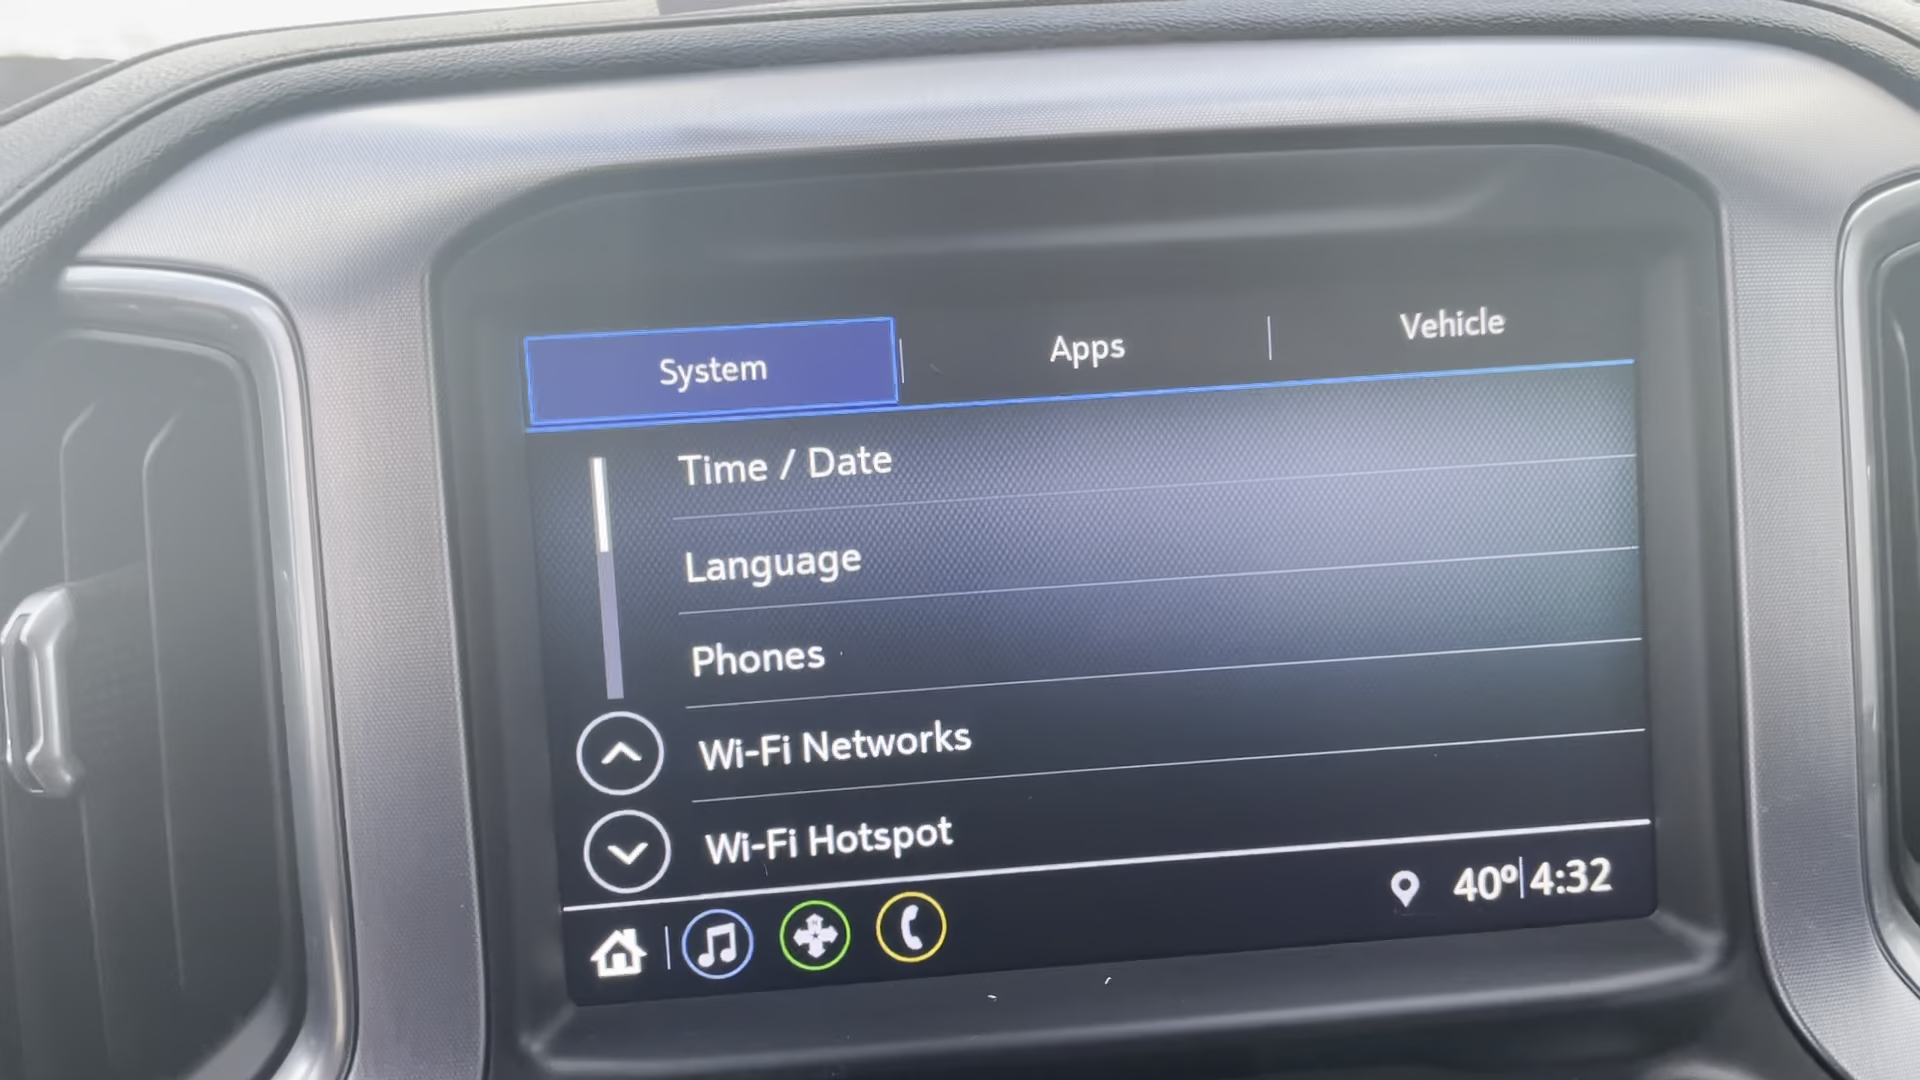 System
Apps
Vehicle
Time / Date
Language
Phones
Wi-Fi Networks
Wi-Fi Hotspot
40º 4:32